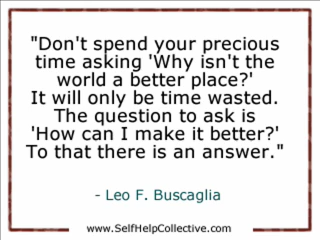 "Don't spend your precious
time asking 'Why isn't the
world a better place?'
It will only be time wasted.
The question to ask is
'How can I make it better?'
To that there is an answer."
- Leo F. Buscaglia
www.SelfHelpCollective.com